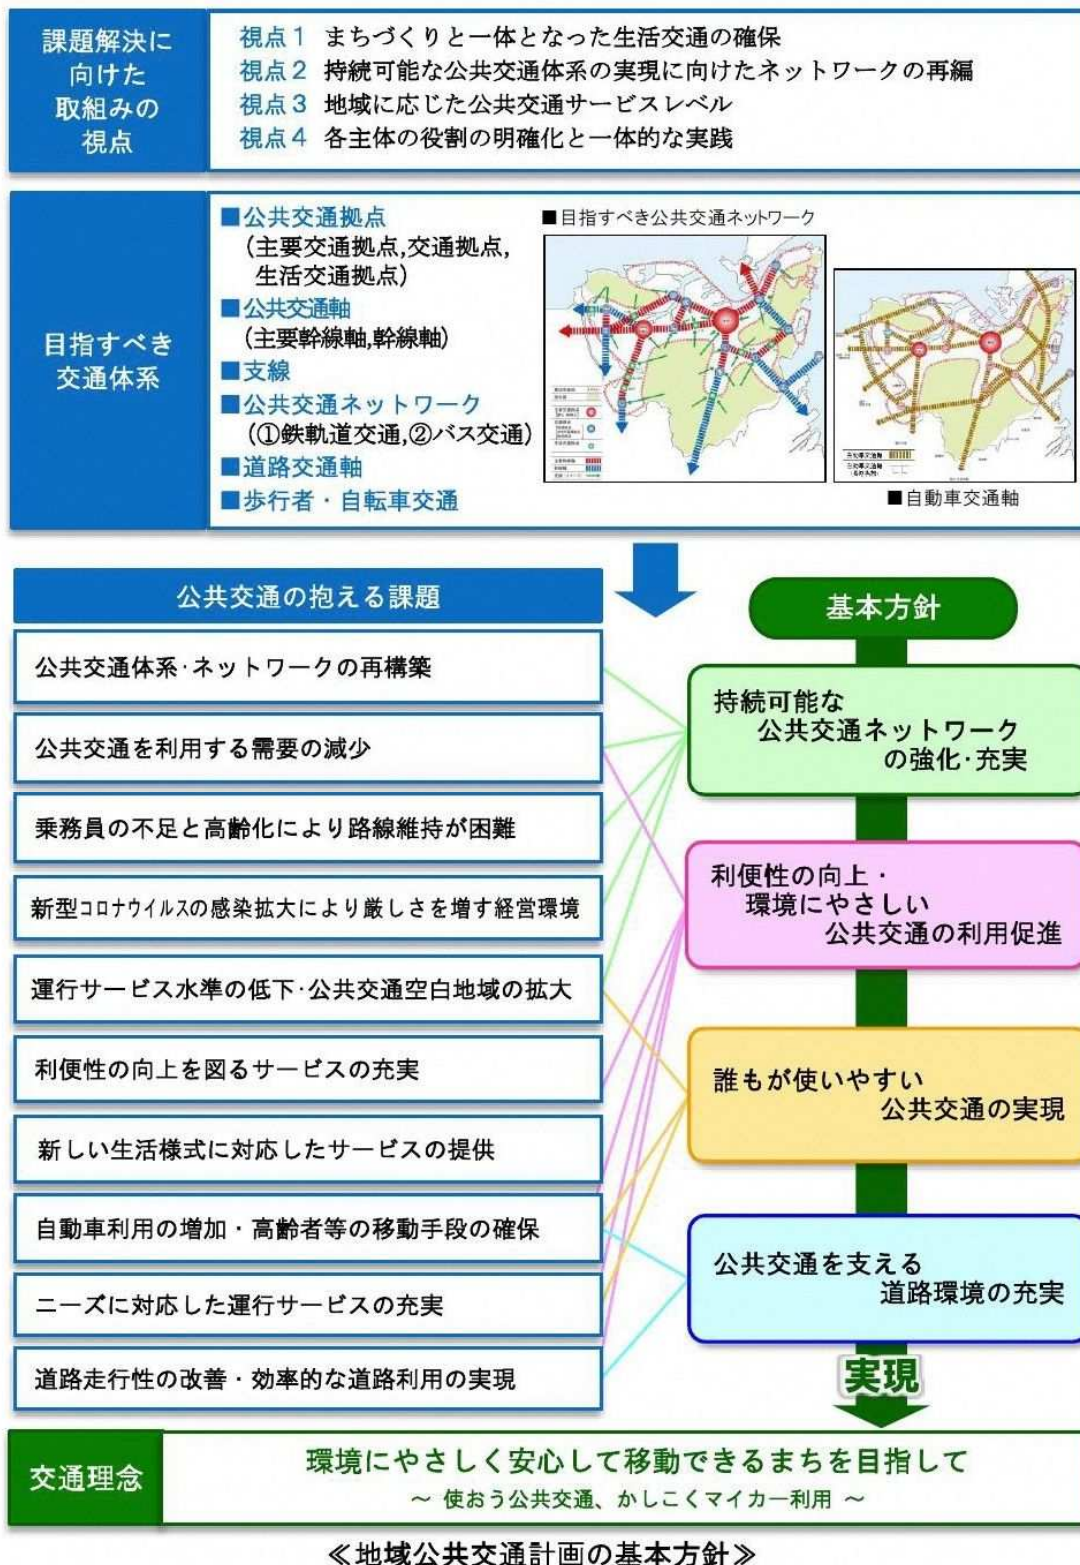 課題解決に
向けた
取組みの
視点
視点1 まちづくりと一体となった生活交通の確保
視点2 持続可能な公共交通体系の実現に向けたネットワークの再編
視点3 地域に応じた公共交通サービスレベル
視点4 各主体の役割の明確化と一体的な実践
目指すべき
交通体系
■公共交通拠点
(主要交通拠点,交通拠点,
生活交通拠点)
■公共交通軸
(主要幹線軸,幹線軸)
■支線
■公共交通ネットワーク
(①鉄軌道交通,②バス交通)
■道路交通軸
■歩行者・自転車交通
■目指すべき公共交通ネットワーク
■自動車交通軸
公共交通の抱える課題
公共交通体系･ネットワークの再構築
公共交通を利用する需要の減少
乗務員の不足と高齢化により路線維持が困難
新型コロナウイルスの感染拡大により厳しさを増す経営環境
運行サービス水準の低下･公共交通空白地域の拡大
利便性の向上を図るサービスの充実
新しい生活様式に対応したサービスの提供
自動車利用の増加・高齢者等の移動手段の確保
ニーズに対応した運行サービスの充実
道路走行性の改善・効率的な道路利用の実現
基本方針
持続可能な
公共交通ネットワーク
の強化･充実
利便性の向上・
環境にやさしい
公共交通の利用促進
誰もが使いやすい
公共交通の実現
公共交通を支える
道路環境の充実
実現
交通理念
環境にやさしく安心して移動できるまちを目指して
～ 使おう公共交通、かしこくマイカー利用 ～
≪地域公共交通計画の基本方針≫